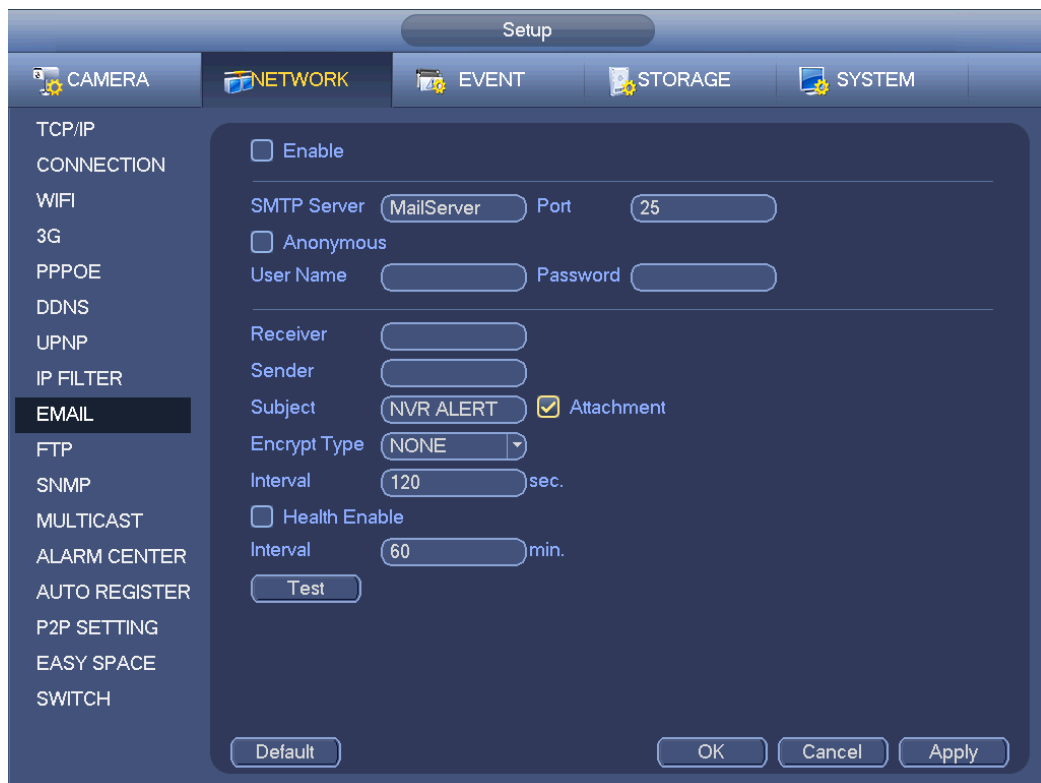 Setup
CAMERA NETWORK EVENT STORAGE SYSTEM
TCP/IP
CONNECTION
WIFI
3G
PPPOE
DDNS
UPNP
IP FILTER
EMAIL
FTP
SNMP
MULTICAST
ALARM CENTER
AUTO REGISTER
P2P SETTING
EASY SPACE
SWITCH
Enable
SMTP Server MailServer Port 25
Anonymous
User Name Password
Receiver
Sender
Subject NVR ALERT Attachment
Encrypt Type NONE
Interval 120 sec.
Health Enable
Interval 60 min.
Test
Default OK Cancel Apply